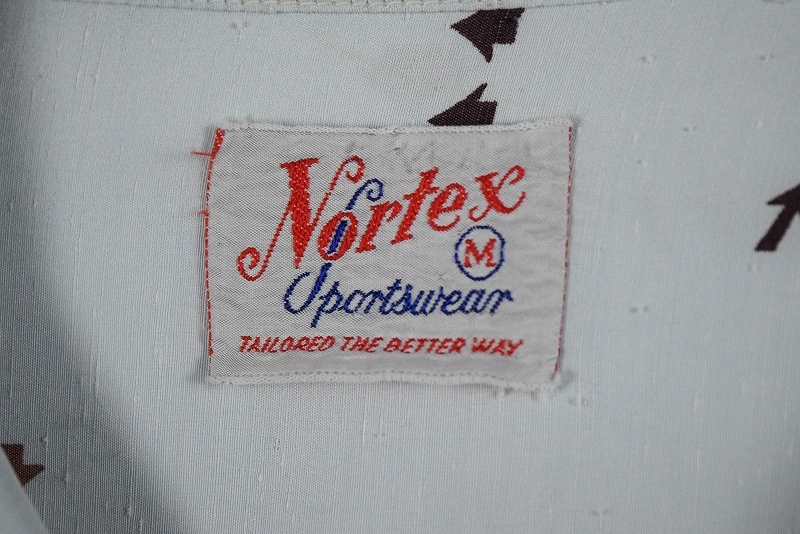 Nortex
M
Sportswear
TAILORED THE BETTER WAY